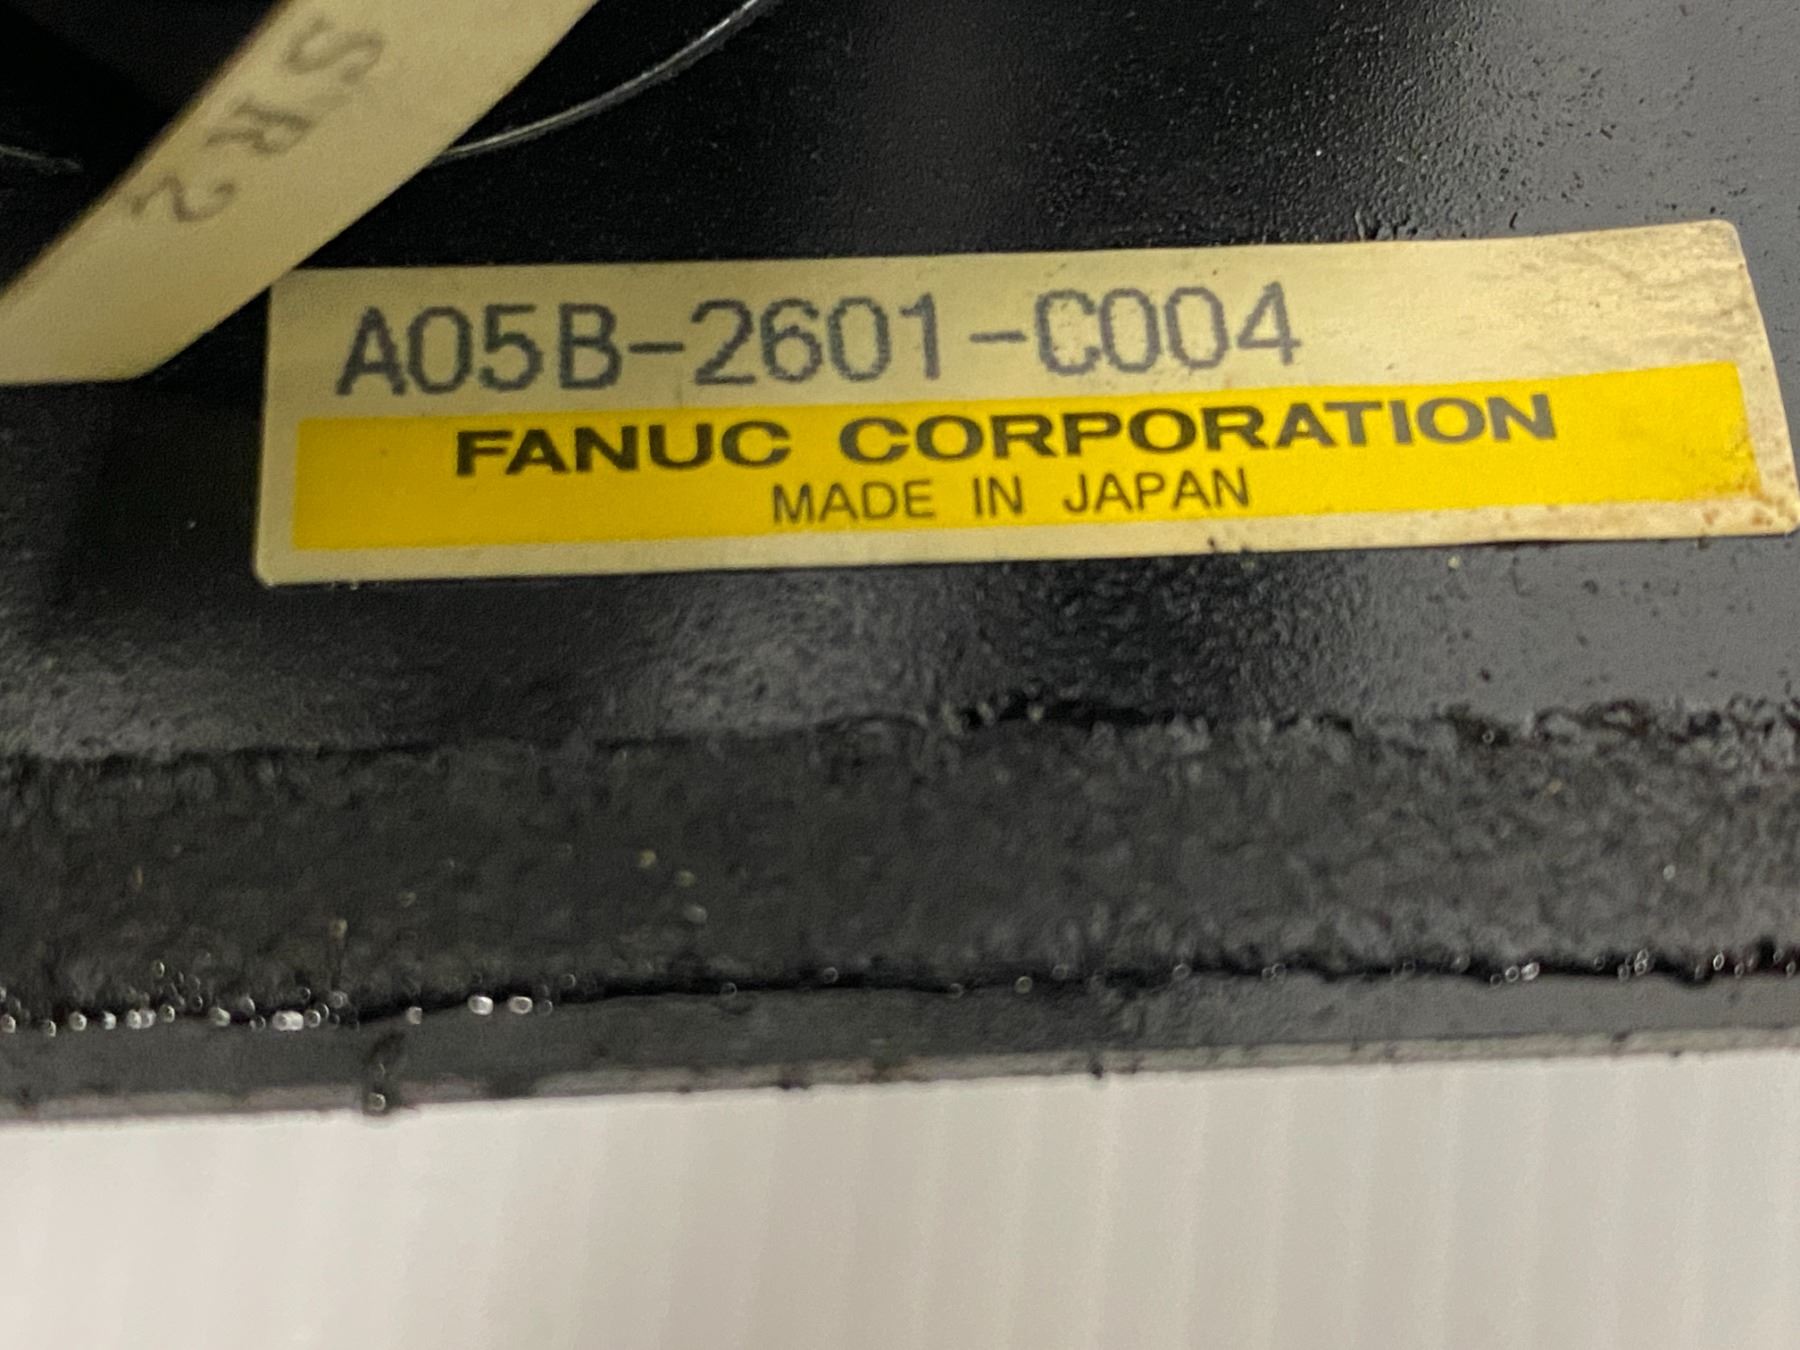 SR2
A05B-2601-C004
FANUC CORPORATION
MADE IN JAPAN